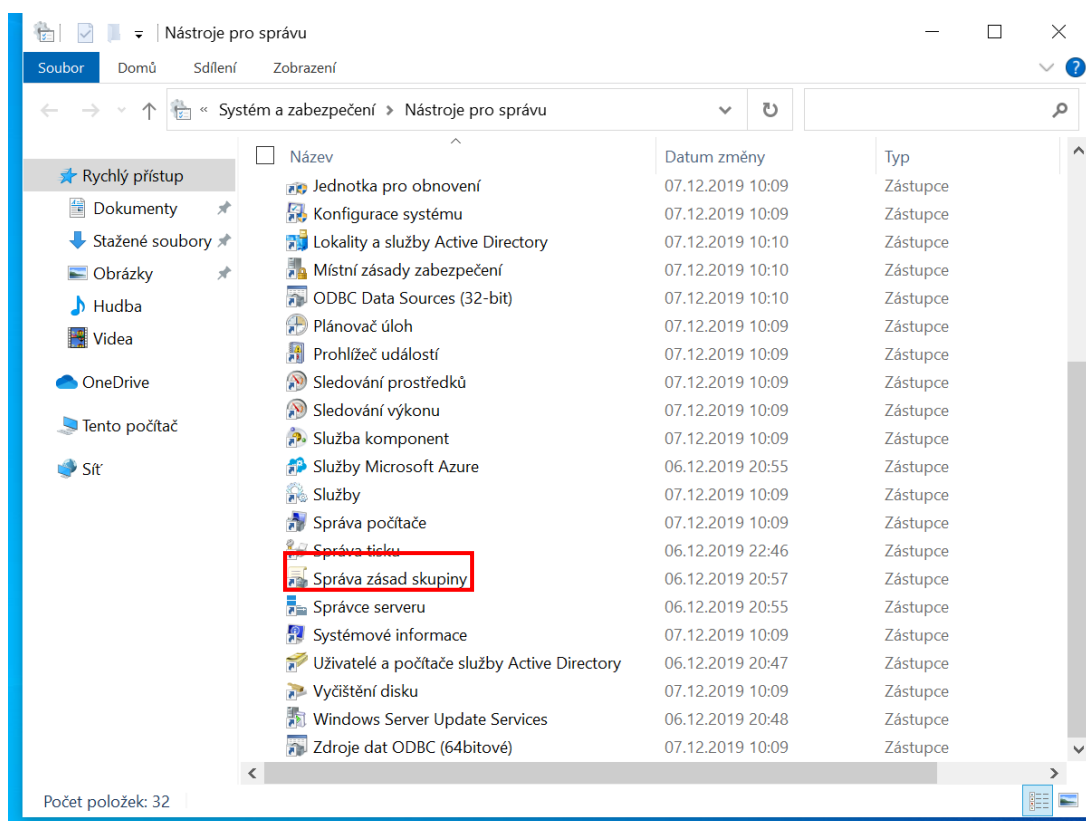 Nástroje pro správu
Soubor Domů Sdílení Zobrazení
« Systém a zabezpečení > Nástroje pro správu
Název Datum změny Typ
Rychlý přístup
Dokumenty
Stažené soubory
Obrázky
Hudba
Videa
OneDrive
Tento počítač
Síť
Jednotka pro obnovení 07.12.2019 10:09 Zástupce
Konfigurace systému 07.12.2019 10:09 Zástupce
Lokality a služby Active Directory 07.12.2019 10:10 Zástupce
Místní zásady zabezpečení 07.12.2019 10:10 Zástupce
ODBC Data Sources (32-bit) 07.12.2019 10:10 Zástupce
Plánovač úloh 07.12.2019 10:09 Zástupce
Prohlížeč událostí 07.12.2019 10:09 Zástupce
Sledování prostředků 07.12.2019 10:09 Zástupce
Sledování výkonu 07.12.2019 10:09 Zástupce
Služba komponent 07.12.2019 10:09 Zástupce
Služby Microsoft Azure 06.12.2019 20:55 Zástupce
Služby 07.12.2019 10:09 Zástupce
Správa počítače 07.12.2019 10:09 Zástupce
Správa tisku 06.12.2019 22:46 Zástupce
Správa zásad skupiny 06.12.2019 20:57 Zástupce
Správce serveru 06.12.2019 20:55 Zástupce
Systémové informace 07.12.2019 10:09 Zástupce
Uživatelé a počítače služby Active Directory 06.12.2019 20:47 Zástupce
Vyčištění disku 07.12.2019 10:09 Zástupce
Windows Server Update Services 06.12.2019 20:48 Zástupce
Zdroje dat ODBC (64bitové) 07.12.2019 10:09 Zástupce
Počet položek: 32